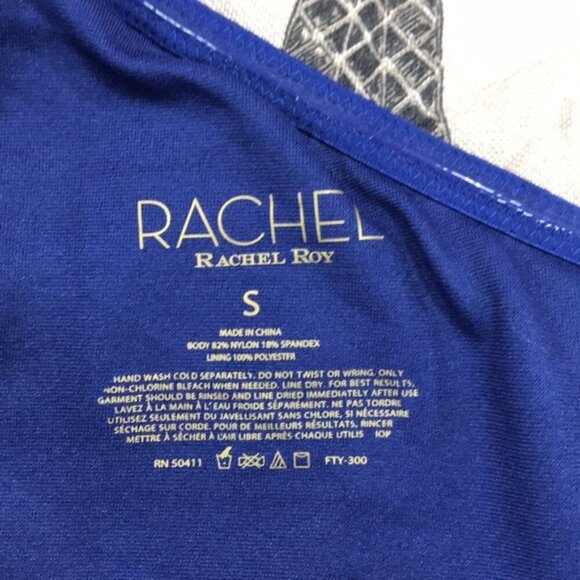 RACHEL
RACHEL ROY
S
MADE IN CHINA
BODY 82% NYLON 18% SPANDEX
LINING 100% POLYESTER
HAND WASH COLD SEPARATELY. DO NOT TWIST OR WRING. ONLY
NON-CHLORINE BLEACH WHEN NEEDED. LINE DRY. FOR BEST RESULTS,
GARMENT SHOULD BE RINSED AND LINE DRIED IMMEDIATELY AFTER USE
LAVEZ À LA MAIN À L'EAU FROIDE SÉPARÉMENT. NE PAS TORDRE
UTILISEZ SEULEMENT DU JAVELLISANT SANS CHLORE, SI NÉCESSAIRE
SÉCHAGE SUR CORDE. POUR DE MEILLEURS RÉSULTATS, RINCER
METTRE À SÉCHER À L'AIR LIBRE APRÈS CHAQUE
RN 50411 FTY-300